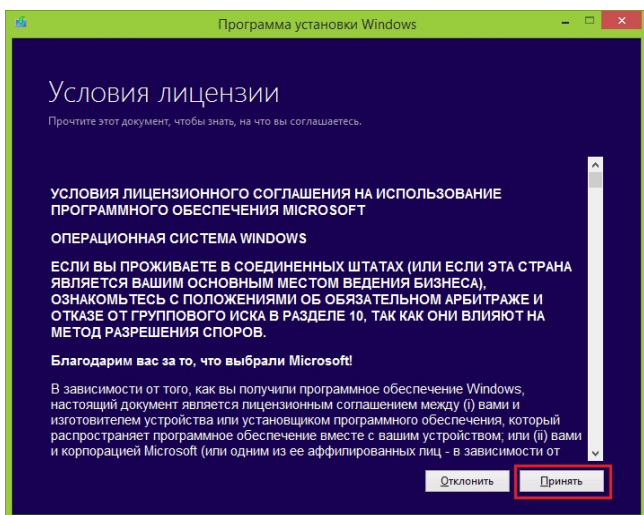 Программа установки Windows
Условия лицензии
Прочтите этот документ, чтобы знать, на что вы соглашаетесь.
УСЛОВИЯ ЛИЦЕНЗИОННОГО СОГЛАШЕНИЯ НА ИСПОЛЬЗОВАНИЕ
ПРОГРАММНОГО ОБЕСПЕЧЕНИЯ MICROSOFT
ОПЕРАЦИОННАЯ СИСТЕМА WINDOWS
ЕСЛИ ВЫ ПРОЖИВАЕТЕ В СОЕДИНЕННЫХ ШТАТАХ (ИЛИ ЕСЛИ ЭТА СТРАНА
ЯВЛЯЕТСЯ ВАШИМ ОСНОВНЫМ МЕСТОМ ВЕДЕНИЯ БИЗНЕСА),
ОЗНАКОМЬТЕСЬ С ПОЛОЖЕНИЯМИ ОБ ОБЯЗАТЕЛЬНОМ АРБИТРАЖЕ И
ОТКАЗЕ ОТ ГРУППОВОГО ИСКА В РАЗДЕЛЕ 10, ТАК КАК ОНИ ВЛИЯЮТ НА
МЕТОД РАЗРЕШЕНИЯ СПОРОВ.
Благодарим вас за то, что выбрали Microsoft!
В зависимости от того, как вы получили программное обеспечение Windows,
настоящий документ является лицензионным соглашением между (i) вами и
изготовителем устройства или установщиком программного обеспечения, который
распространяет программное обеспечение вместе с вашим устройством; или (ii) вами
и корпорацией Microsoft (или одним из ее аффилированных лиц - в зависимости от
Отклонить
Принять